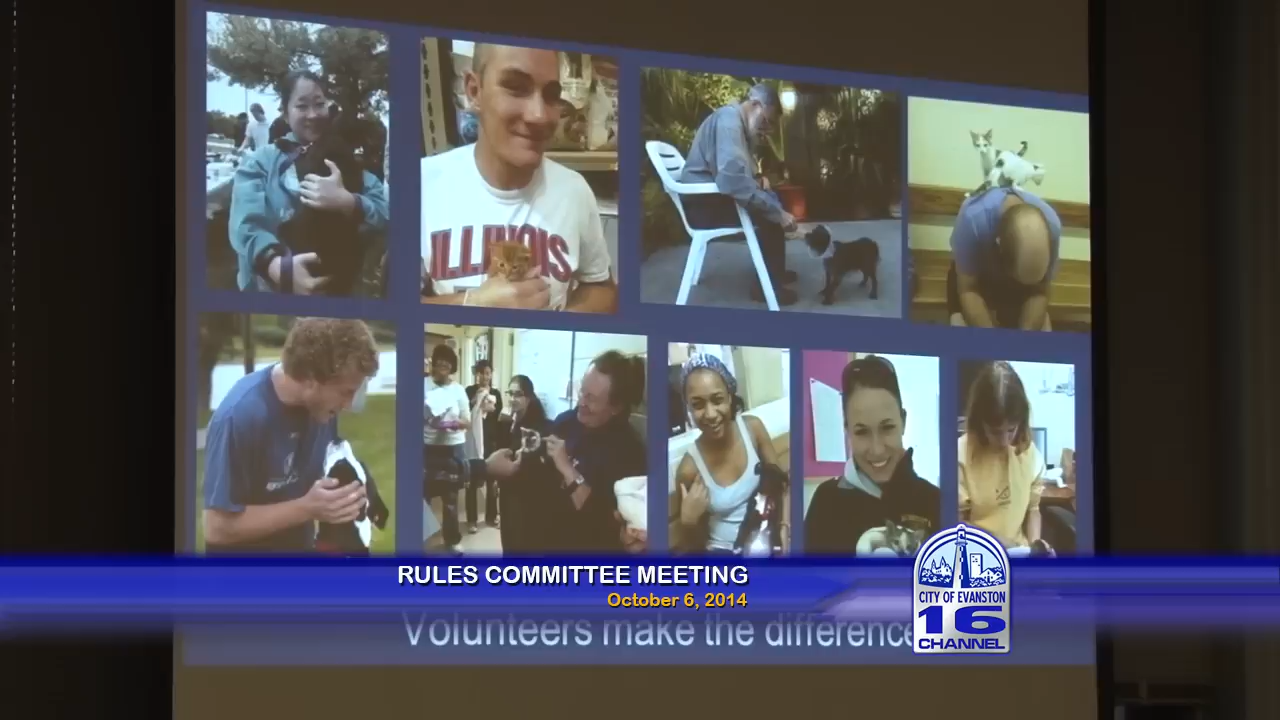 ILLINOIS
RULES COMMITTEE MEETING
October 6, 2014
Volunteers make the difference
CITY OF EVANSTON
16
CHANNEL